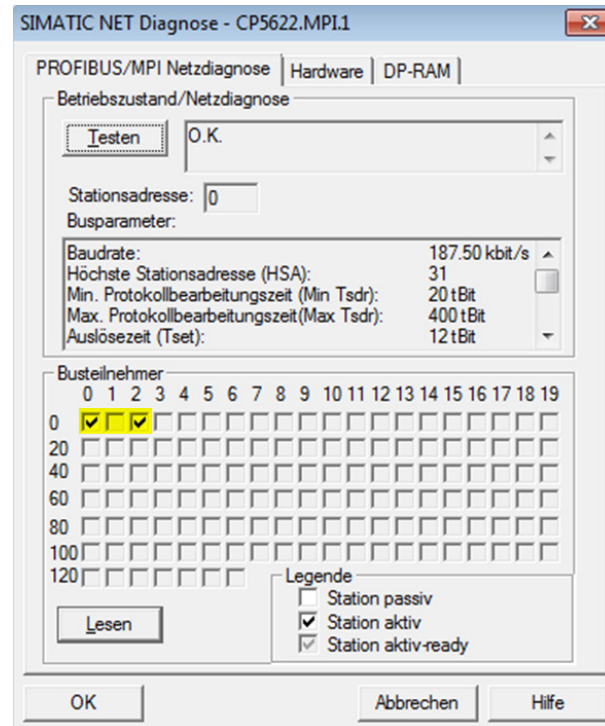 SIMATIC NET Diagnose - CP5622.MPI.1
PROFIBUS/MPI Netzdiagnose Hardware DP-RAM
Betriebszustand/Netzdiagnose
Testen O.K.
Stationsadresse: 0
Busparameter:
Baudrate: 187.50 kbit/s
Höchste Stationsadresse (HSA): 31
Min. Protokollbearbeitungszeit (Min Tsdr): 20 tBit
Max. Protokollbearbeitungszeit(Max Tsdr): 400 tBit
Auslösezeit (Tset): 12 tBit
Busteilnehmer
0 1 2 3 4 5 6 7 8 9 10 11 12 13 14 15 16 17 18 19
0
20
40
60
80
100
120
Legende
Station passiv
Lesen Station aktiv
Station aktiv-ready
OK Abbrechen Hilfe